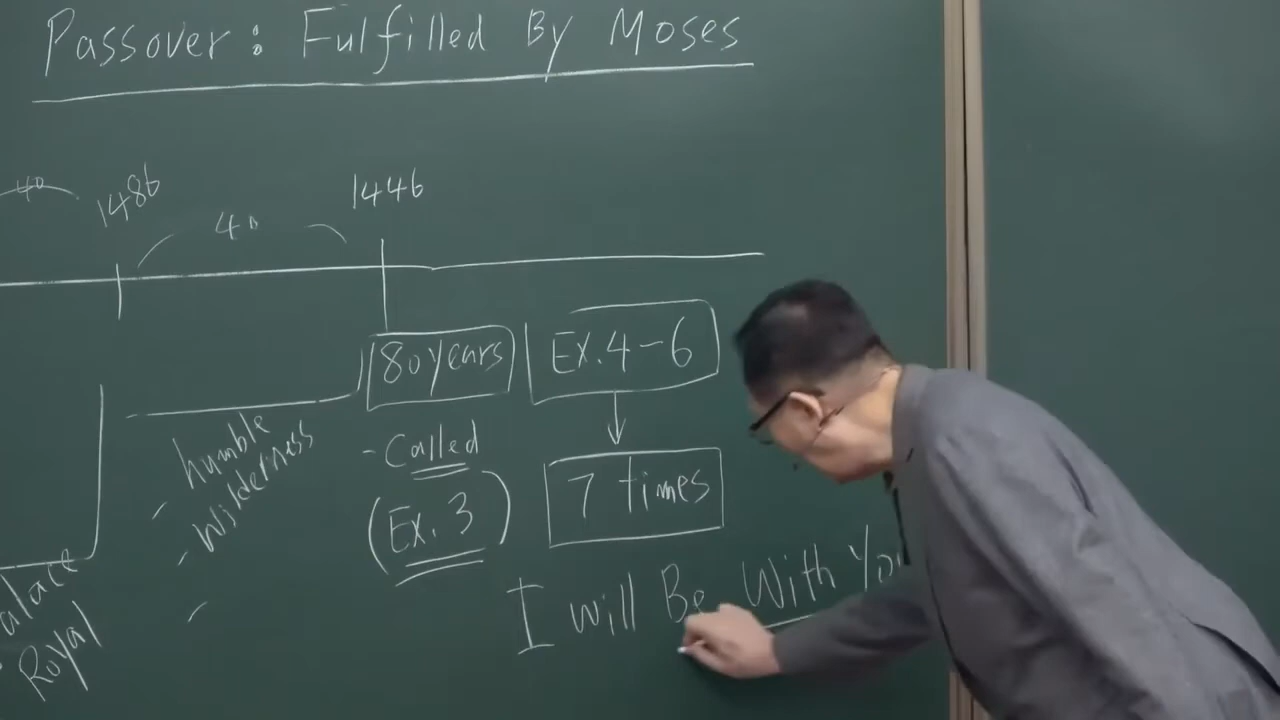 Passover: Fulfilled By Moses
40
1486
40
1446
80 years
Ex. 4-6
- Called
(Ex. 3)
7 times
- humble
- wilderness
-
Royal
I will Be With You